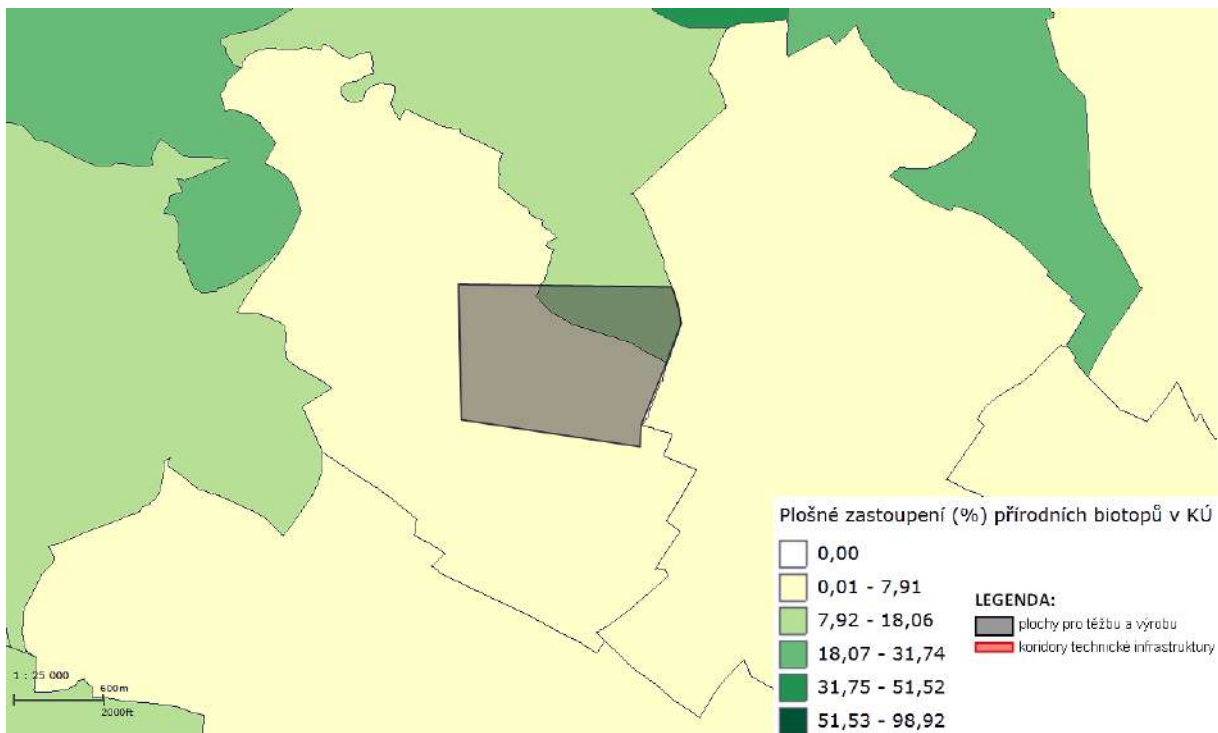 Plošné zastoupení (%) přírodních biotopů v KÚ
0,00
0,01 - 7,91
7,92 - 18,06
18,07 - 31,74
31,75 - 51,52
51,53 - 98,92
LEGENDA:
plochy pro těžbu a výrobu
koridory technické infrastruktury
1 : 25 000
600m
2000ft